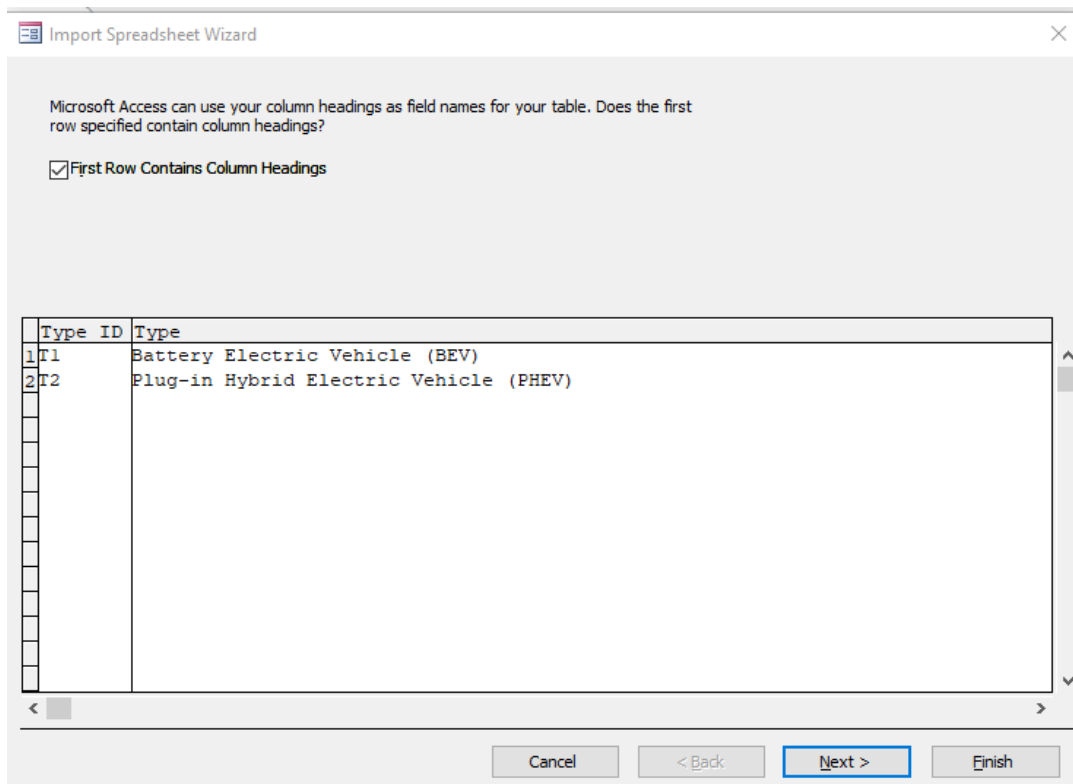 Import Spreadsheet Wizard
Microsoft Access can use your column headings as field names for your table. Does the first
row specified contain column headings?
First Row Contains Column Headings
Type ID Type
1 T1 Battery Electric Vehicle (BEV)
2 T2 Plug-in Hybrid Electric Vehicle (PHEV)
Cancel < Back Next > Finish